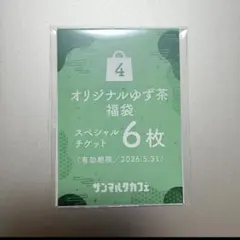 4
オリジナルゆず茶
福袋
スペシャル
チケット 6枚
(有効期限/2026.5.31)
サンマルクカフェ